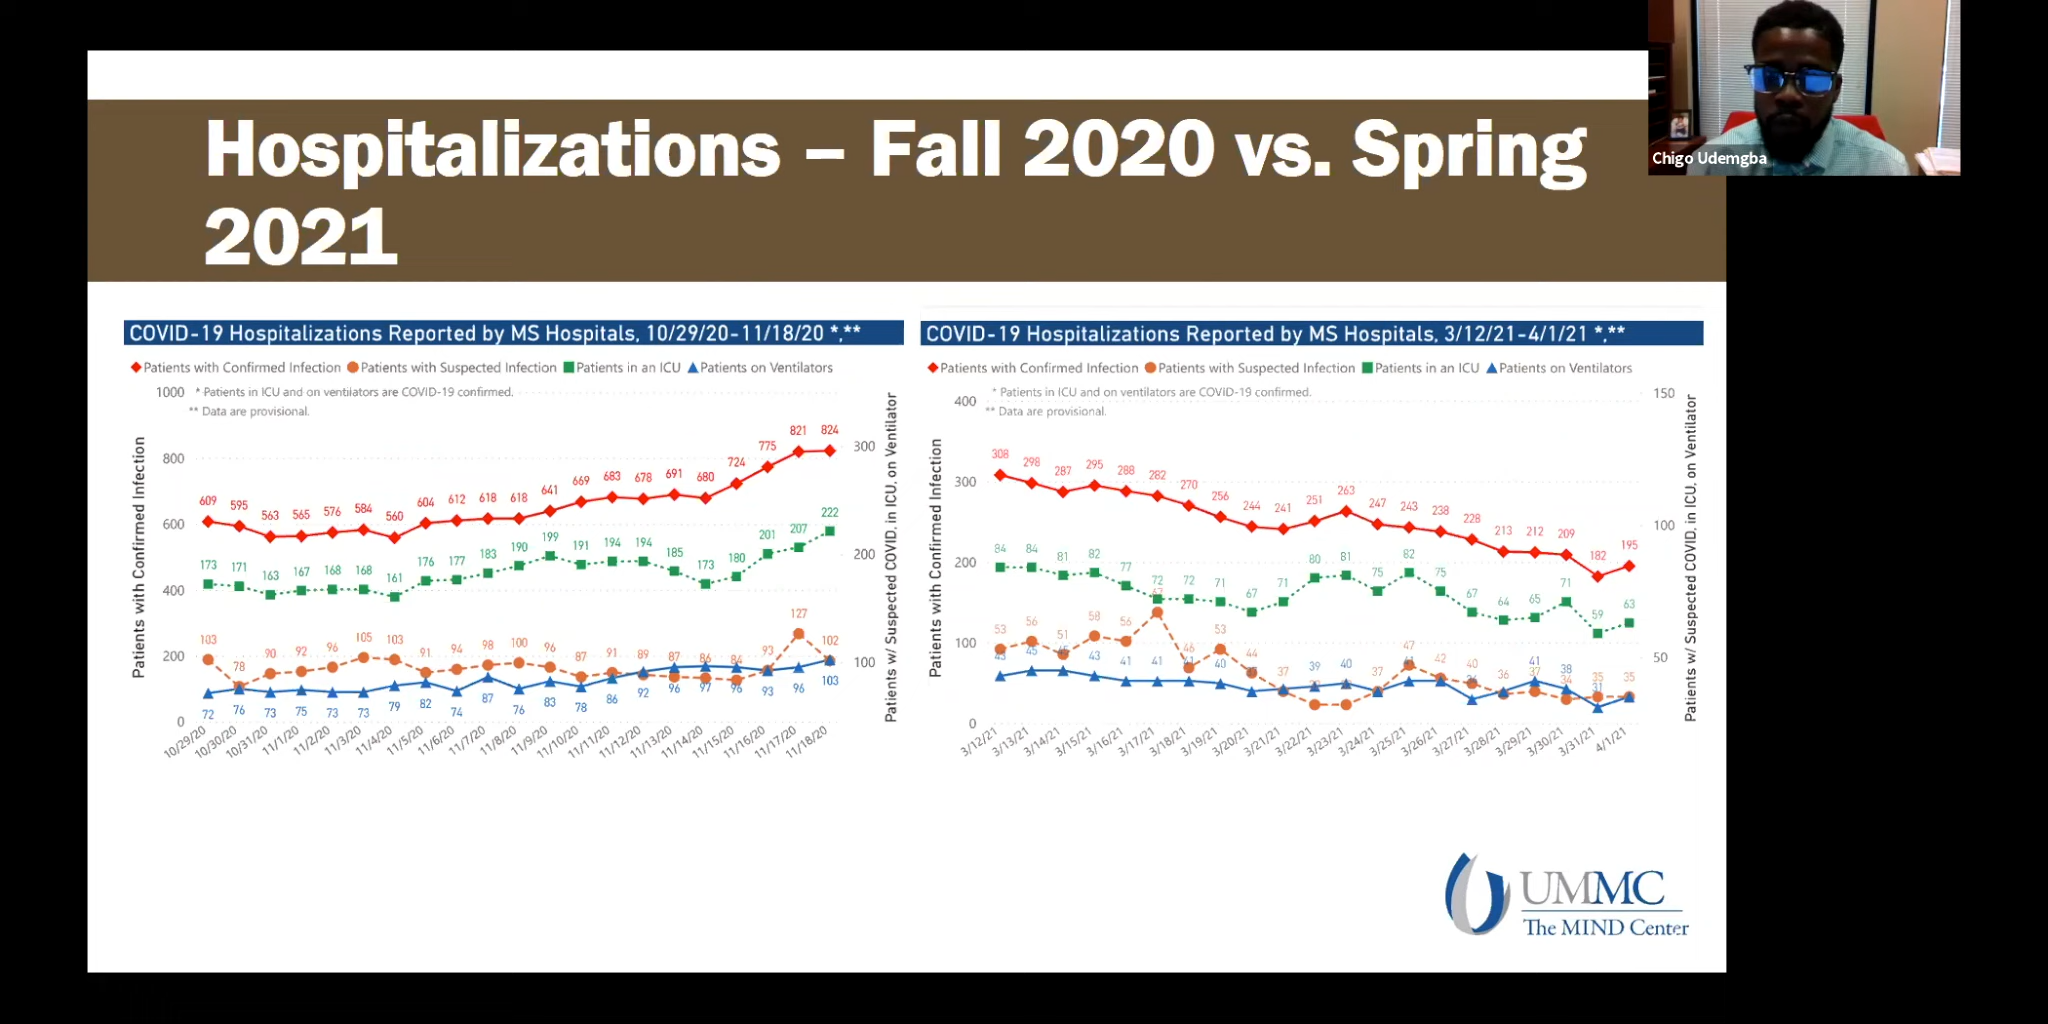 Hospitalizations – Fall 2020 vs. Spring
2021
Chigo Udemgba
COVID-19 Hospitalizations Reported by MS Hospitals, 10/29/20-11/18/20 *,**
Patients with Confirmed Infection Patients with Suspected Infection Patients in an ICU Patients on Ventilators
* Patients in ICU and on ventilators are COVID-19 confirmed.
** Data are provisional.
Patients with Confirmed Infection
1000
800
600
400
200
0
Patients w/ Suspected COVID, in ICU, on Ventilator
300
200
100
609 595 563 565 576 584 560 604 612 618 618 641 669 683 678 691 680 724 775 821 824
173 171 163 167 168 168 161 176 177 183 190 199 191 194 194 185 173 180 201 207 222
103 78 90 92 96 105 103 91 94 98 100 96 87 91 89 87 86 84 93 127 102
72 76 73 75 73 73 79 82 74 87 76 83 78 86 92 96 97 96 93 96 103
10/29/20 10/30/20 10/31/20 11/1/20 11/2/20 11/3/20 11/4/20 11/5/20 11/6/20 11/7/20 11/8/20 11/9/20 11/10/20 11/11/20 11/12/20 11/13/20 11/14/20 11/15/20 11/16/20 11/17/20 11/18/20
COVID-19 Hospitalizations Reported by MS Hospitals, 3/12/21-4/1/21 *,**
Patients with Confirmed Infection Patients with Suspected Infection Patients in an ICU Patients on Ventilators
* Patients in ICU and on ventilators are COVID-19 confirmed.
** Data are provisional.
Patients with Confirmed Infection
400
300
200
100
0
Patients w/ Suspected COVID, in ICU, on Ventilator
150
100
50
308 298 287 295 288 282 270 256 244 241 251 263 247 243 238 228 213 212 209 182 195
84 84 81 82 77 72 72 71 67 71 80 81 75 82 75 67 64 65 71 59 63
53 56 51 58 56 67 46 53 44 37 37 47 42 40 36 37 34 35 35
43 45 45 43 41 41 41 40 39 40 41 41 38 31
3/12/21 3/13/21 3/14/21 3/15/21 3/16/21 3/17/21 3/18/21 3/19/21 3/20/21 3/21/21 3/22/21 3/23/21 3/24/21 3/25/21 3/26/21 3/27/21 3/28/21 3/29/21 3/30/21 3/31/21 4/1/21
UMMC
The MIND Center